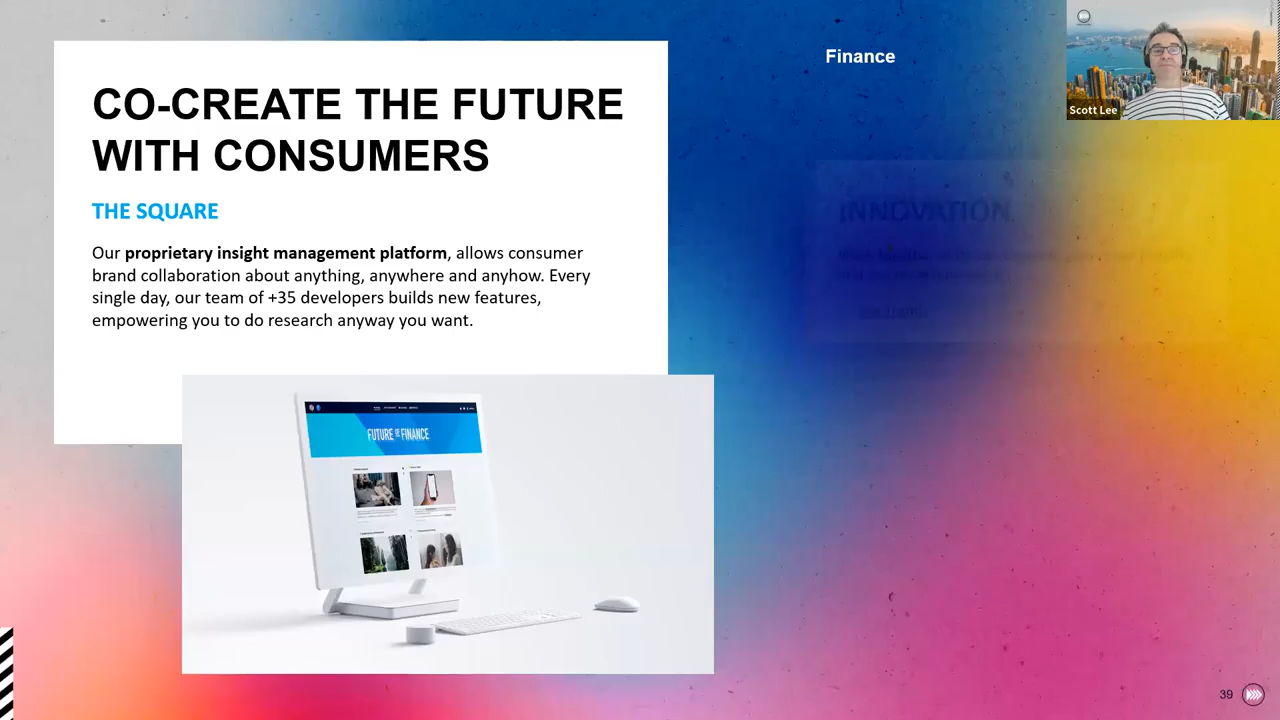 CO-CREATE THE FUTURE
WITH CONSUMERS
THE SQUARE
Our proprietary insight management platform, allows consumer
brand collaboration about anything, anywhere and anyhow. Every
single day, our team of +35 developers builds new features,
empowering you to do research anyway you want.
FUTURE OF FINANCE
Finance
INNOVATION
Scott Lee
39